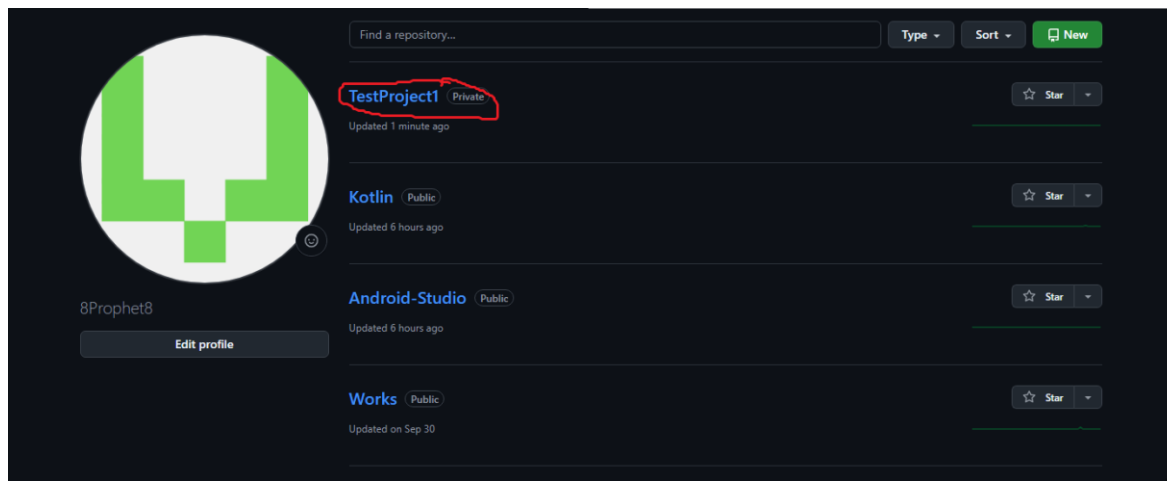 Find a repository...
Type
Sort
New
TestProject1 Private
Star
Updated 1 minute ago
Kotlin Public
Star
Updated 6 hours ago
8Prophet8
Edit profile
Android-Studio Public
Star
Updated 6 hours ago
Works Public
Star
Updated on Sep 30